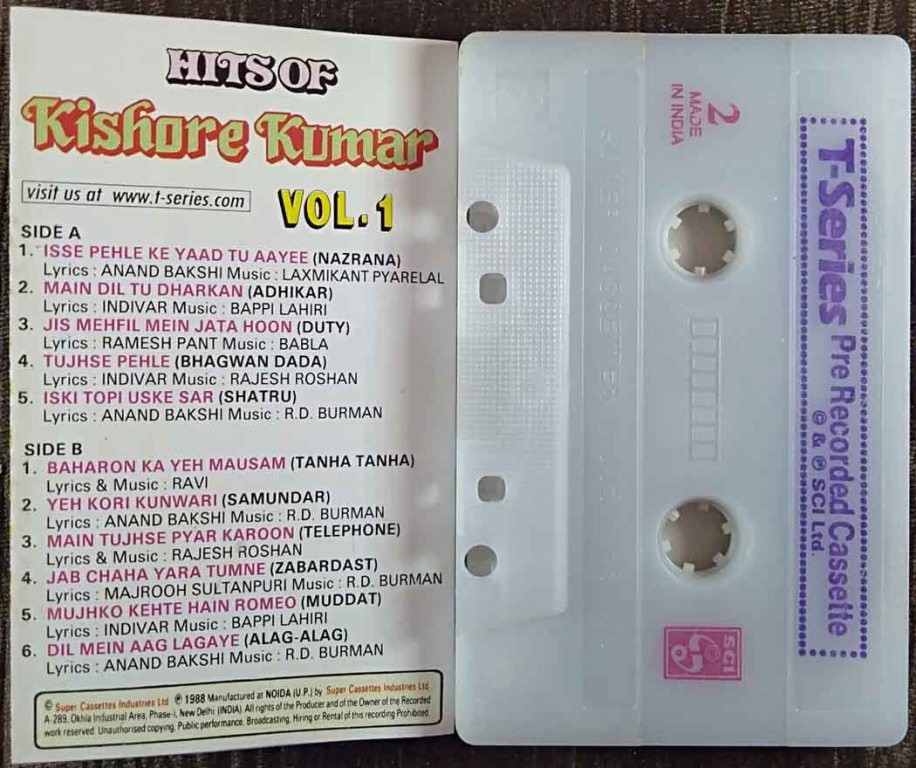 HITS OF
Kishore Kumar
visit us at www.t-series.com
VOL.1
SIDE A
1. ISSE PEHLE KE YAAD TU AAYEE (NAZRANA)
Lyrics : ANAND BAKSHI Music : LAXMIKANT PYARELAL
2. MAIN DIL TU DHARKAN (ADHIKAR)
Lyrics : INDIVAR Music : BAPPI LAHIRI
3. JIS MEHFIL MEIN JATA HOON (DUTY)
Lyrics : RAMESH PANT Music : BABLA
4. TUJHSE PEHLE (BHAGWAN DADA)
Lyrics : INDIVAR Music : RAJESH ROSHAN
5. ISKI TOPI USKE SAR (SHATRU)
Lyrics : ANAND BAKSHI Music : R.D. BURMAN
SIDE B
1. BAHARON KA YEH MAUSAM (TANHA TANHA)
Lyrics & Music : RAVI
2. YEH KORI KUNWARI (SAMUNDAR)
Lyrics : ANAND BAKSHI Music : R.D. BURMAN
3. MAIN TUJHSE PYAR KAROON (TELEPHONE)
Lyrics & Music : RAJESH ROSHAN
4. JAB CHAHA YARA TUMNE (ZABARDAST)
Lyrics : MAJROOH SULTANPURI Music : R.D. BURMAN
5. MUJHKO KEHTE HAIN ROMEO (MUDDAT)
Lyrics : INDIVAR Music : BAPPI LAHIRI
6. DIL MEIN AAG LAGAYE (ALAG-ALAG)
Lyrics : ANAND BAKSHI Music : R.D. BURMAN
© Super Cassettes Industries Ltd ℗ 1988 Manufactured at NOIDA (U.P.) by Super Cassettes Industries Ltd.
A-289, Okhla Industrial Area, Phase-I, New Delhi. (INDIA). All rights of the Producer and of the Owner of the Recorded
work reserved. Unauthorised copying, Public performance, Broadcasting, Hiring or Rental of this recording Prohibited.
2
MADE
IN INDIA
T-Series Pre Recorded Cassette
© & ℗ SCI Ltd.
SCI